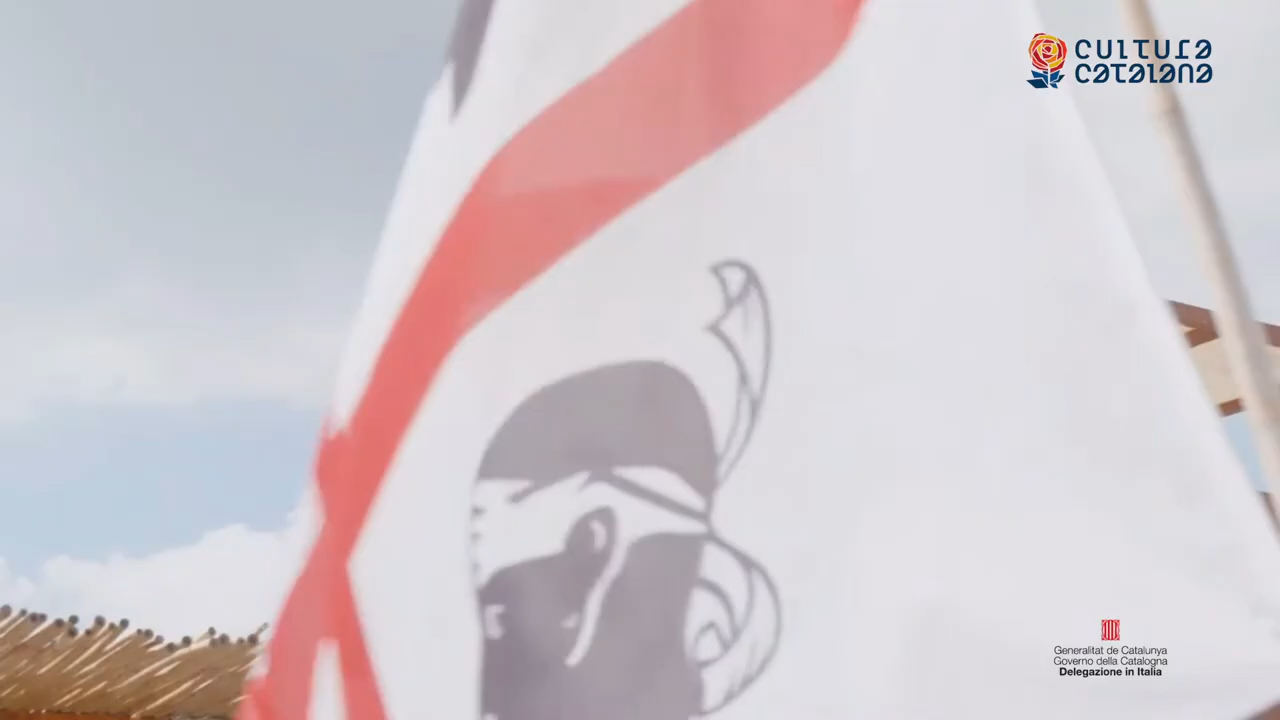 CULTURA
CATALANA
Generalitat de Catalunya
Governo della Catalogna
Delegazione in Italia